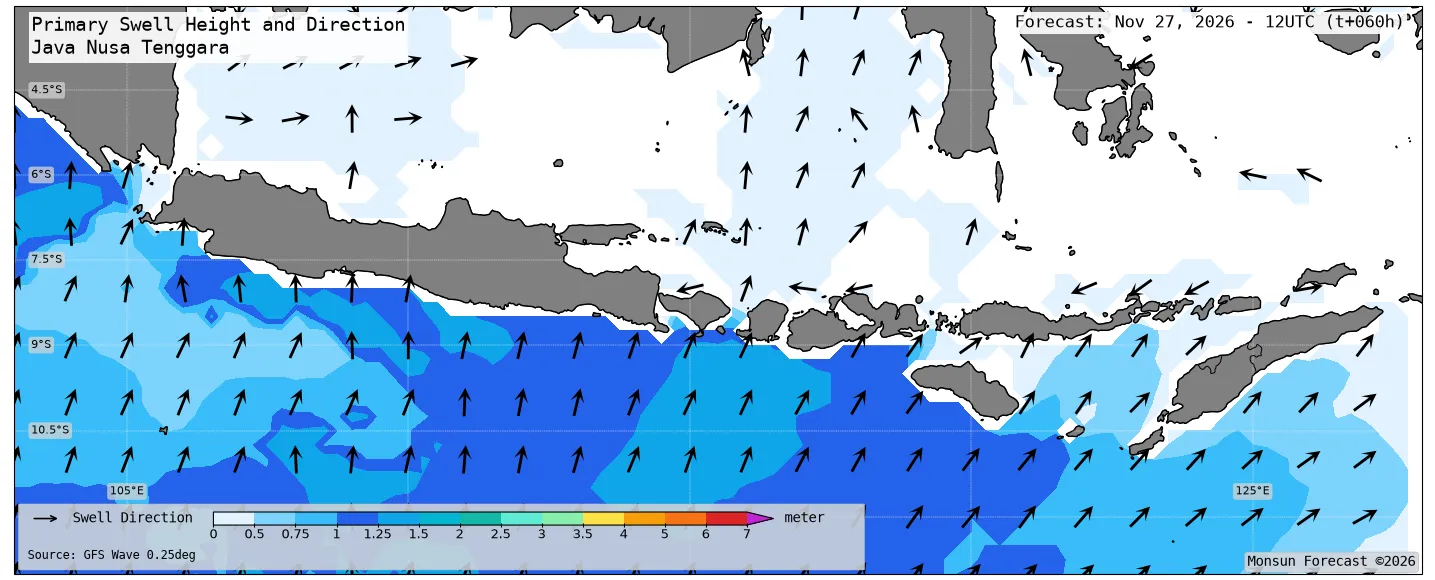 Primary Swell Height and Direction
Java Nusa Tenggara
Forecast: Nov 27, 2026 - 12UTC (t+060h)
4.5°S
6°S
7.5°S
9°S
10.5°S
105°E
125°E
Swell Direction
0 0.5 0.75 1 1.25 1.5 2 2.5 3 3.5 4 5 6 7
meter
Source: GFS Wave 0.25deg
Monsun Forecast ©2026